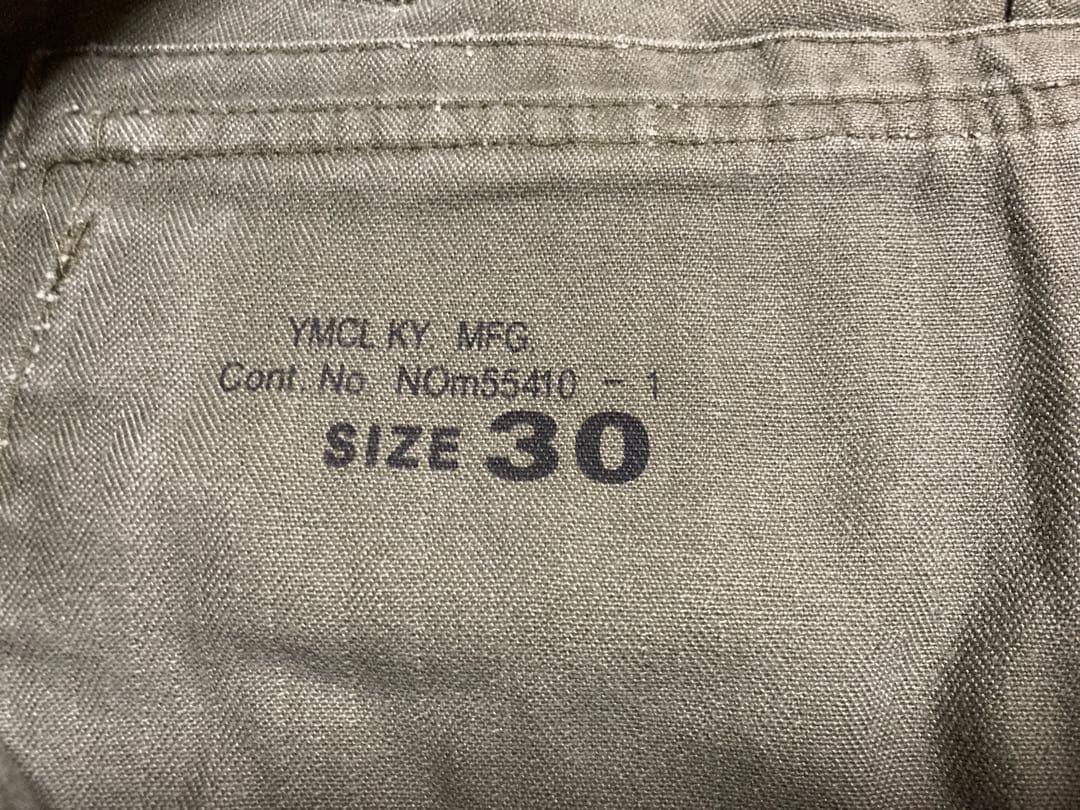 YMCL KY MFG.
Cont. No NOm55410 - 1
SIZE 30